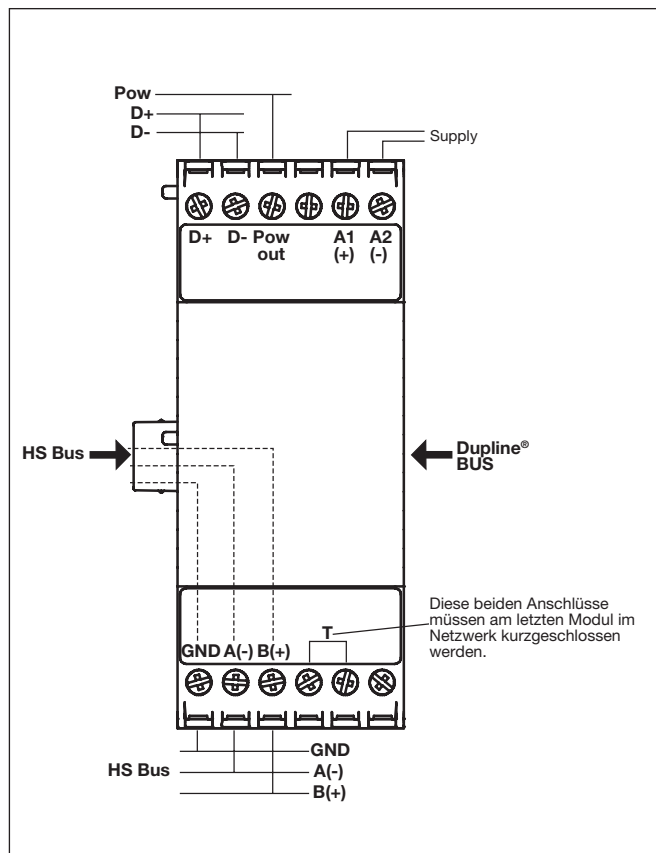 Pow
D+
D-
Supply
D+ D- Pow out A1 (+) A2 (-)
HS Bus
Dupline®
BUS
Diese beiden Anschlüsse
müssen am letzten Modul im
Netzwerk kurzgeschlossen
werden.
T
GND A(-) B(+)
HS Bus
GND
A(-)
B(+)